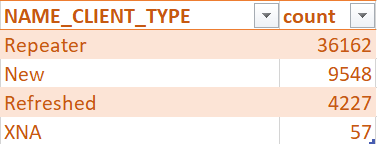 NAME_CLIENT_TYPE count
Repeater 36162
New 9548
Refreshed 4227
XNA 57